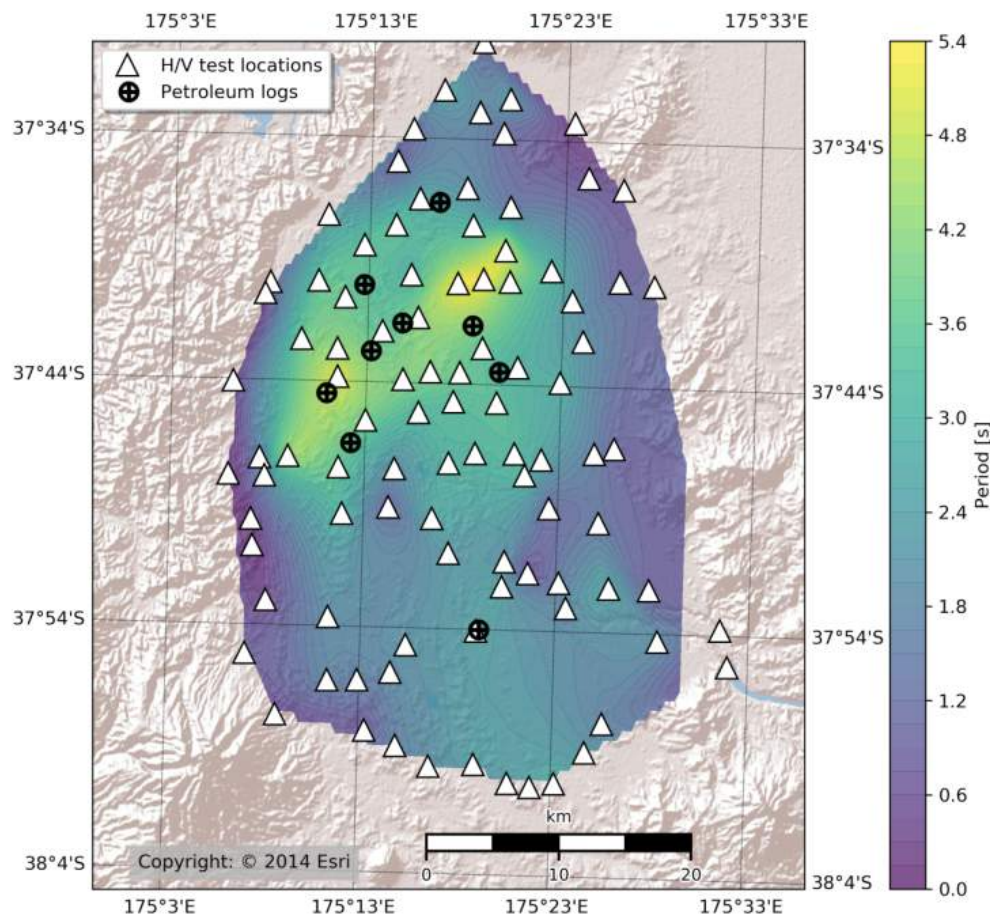 175°3'E 175°13'E 175°23'E 175°33'E
H/V test locations
Petroleum logs
37°34'S
37°34'S
37°44'S
37°44'S
37°54'S
37°54'S
38°4'S
38°4'S
km
0 10 20
Copyright: © 2014 Esri
175°3'E 175°13'E 175°23'E 175°33'E
5.4
4.8
4.2
3.6
3.0
2.4
1.8
1.2
0.6
0.0
Period [s]